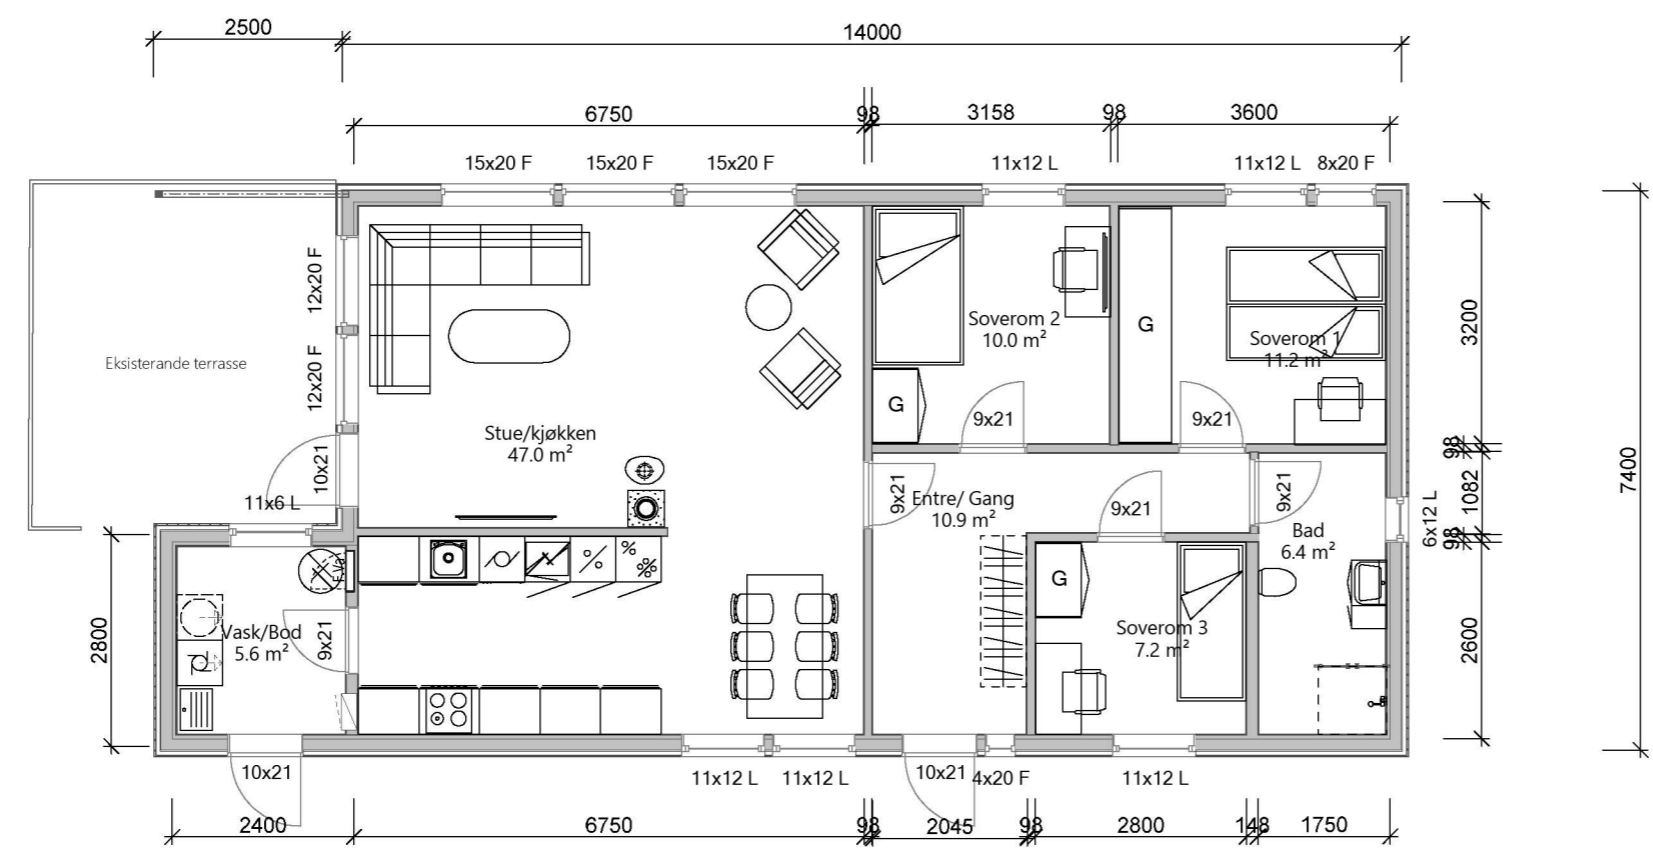 2500
14000
6750
98
3158
98
3600
15x20 F
15x20 F
15x20 F
11x12 L
11x12 L
8x20 F
12x20 F
12x20 F
10x21
Eksisterande terrasse
11x6 L
Stue/kjøkken
47.0 m²
Soverom 2
10.0 m²
G
9x21
G
Soverom 1
11.2 m²
9x21
3200
98
1082
98
2600
7400
9x21
Entre/ Gang
10.9 m²
9x21
9x21
Bad
6.4 m²
6x12 L
%
%
%
G
Soverom 3
7.2 m²
Vask/Bod
5.6 m²
9x21
2800
10x21
11x12 L
11x12 L
10x21
4x20 F
11x12 L
2400
6750
98
2045
98
2800
148
1750